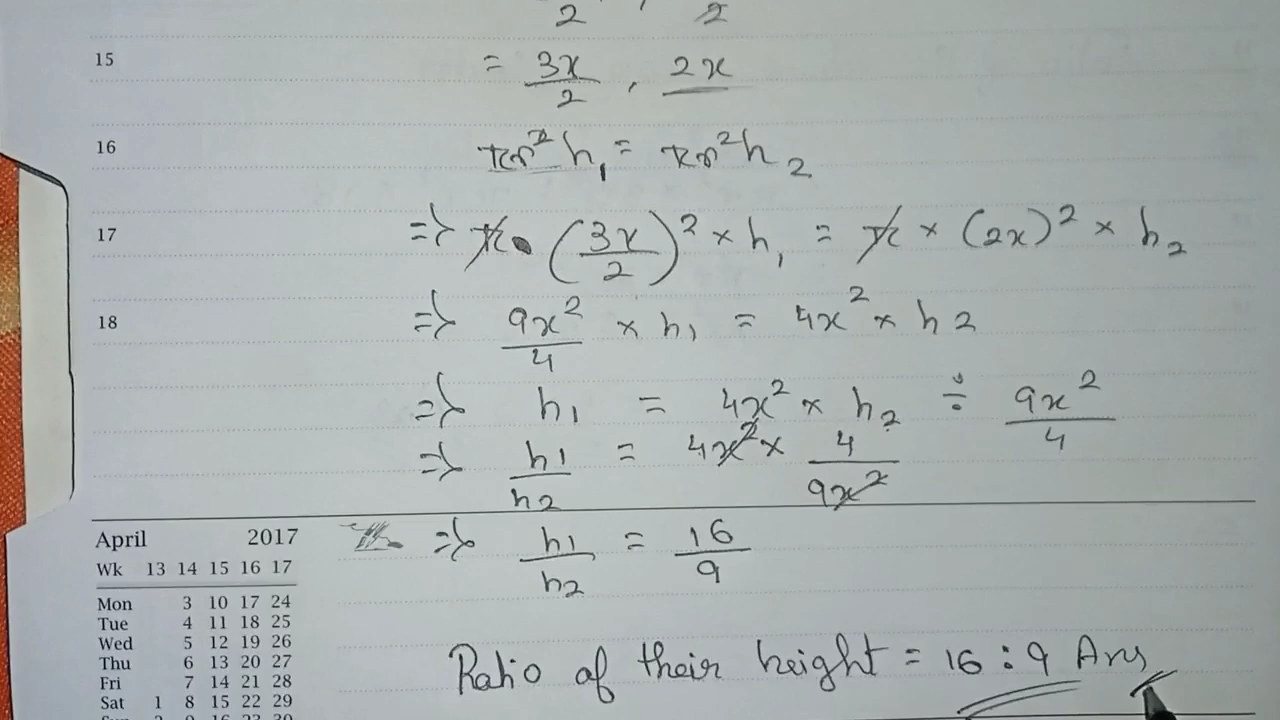 2 , 2
15 = 3x/2 , 2x
16 πr²h₁ = πr²h₂
17 => π (3x/2)² × h₁ = π × (2x)² × h₂
18 => 9x²/4 × h1 = 4x² × h2
=> h1 = 4x² × h2 ÷ 9x²/4
=> h1/h2 = 4x² × 4/9x²
=> h1/h2 = 16/9
April 2017
Wk 13 14 15 16 17
Mon 3 10 17 24
Tue 4 11 18 25
Wed 5 12 19 26
Thu 6 13 20 27
Fri 7 14 21 28
Sat 1 8 15 22 29
Ratio of their height = 16 : 9 Ans